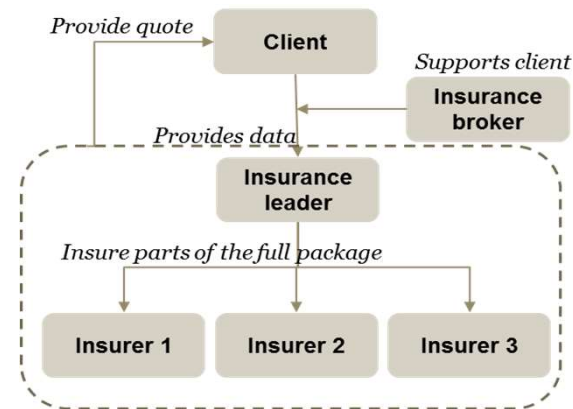 Provide quote
Client
Supports client
Insurance
broker
Provides data
Insurance
leader
Insure parts of the full package
Insurer 1
Insurer 2
Insurer 3